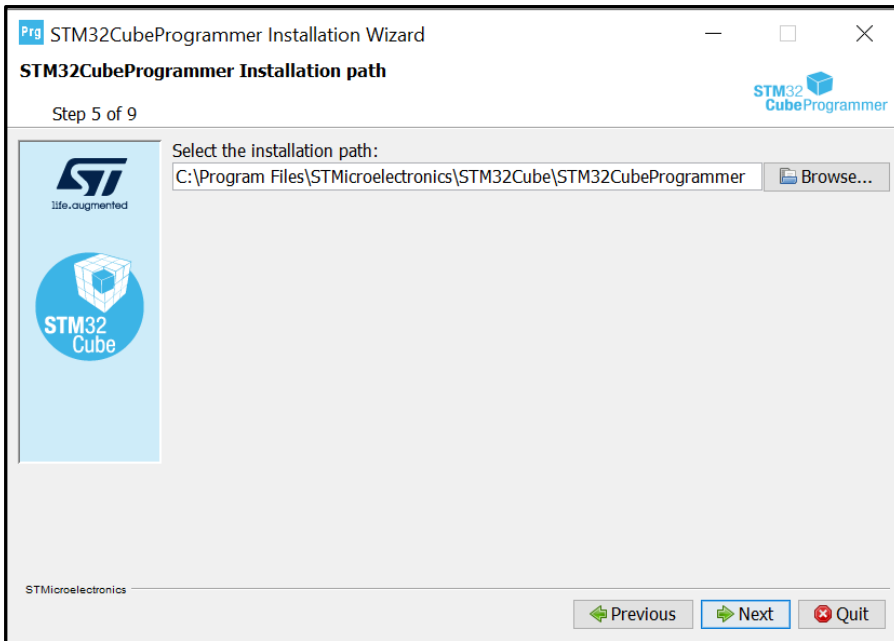 Prg STM32CubeProgrammer Installation Wizard
STM32CubeProgrammer Installation path
Step 5 of 9
STM32
CubeProgrammer
ST
life.augmented
STM32
Cube
Select the installation path:
C:\Program Files\STMicroelectronics\STM32Cube\STM32CubeProgrammer Browse...
STMicroelectronics
Previous Next Quit